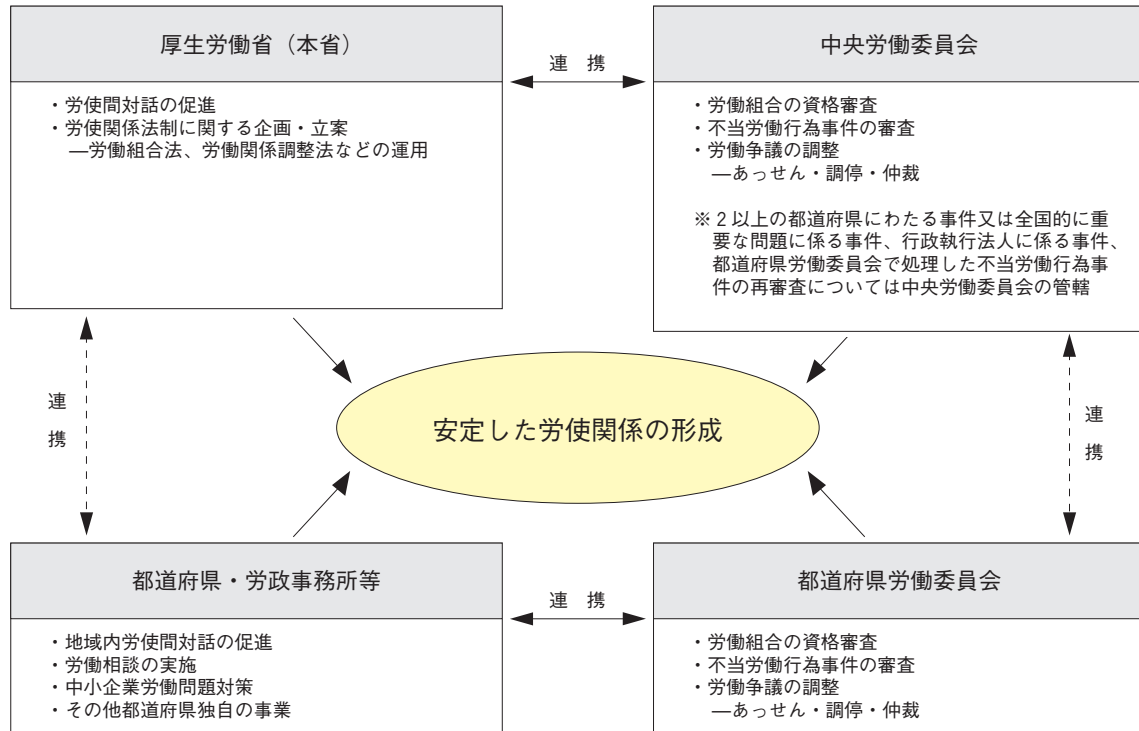 厚生労働省（本省）
・労使間対話の促進
・労使関係法制に関する企画・立案
―労働組合法、労働関係調整法などの運用
連　携
中央労働委員会
・労働組合の資格審査
・不当労働行為事件の審査
・労働争議の調整
―あっせん・調停・仲裁
※２以上の都道府県にわたる事件又は全国的に重
要な問題に係る事件、行政執行法人に係る事件、
都道府県労働委員会で処理した不当労働行為事
件の再審査については中央労働委員会の管轄
連
携
安定した労使関係の形成
連
携
都道府県・労政事務所等
・地域内労使間対話の促進
・労働相談の実施
・中小企業労働問題対策
・その他都道府県独自の事業
連　携
都道府県労働委員会
・労働組合の資格審査
・不当労働行為事件の審査
・労働争議の調整
―あっせん・調停・仲裁